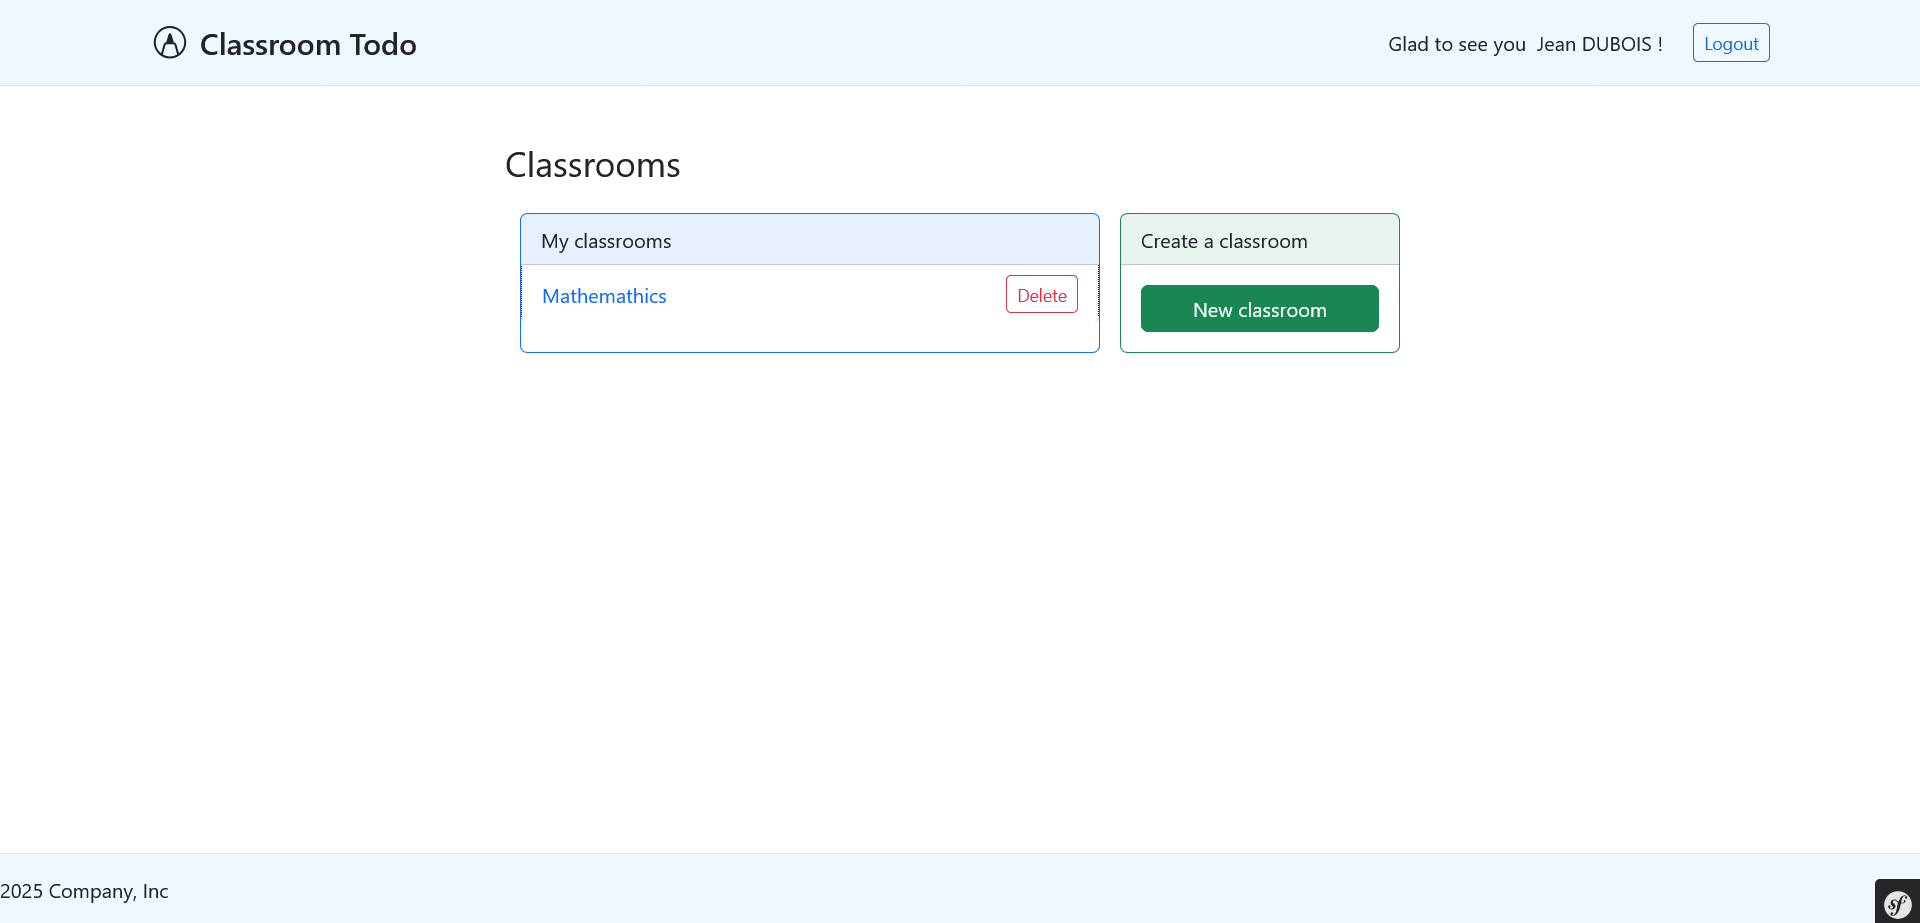 Classroom Todo
Glad to see you Jean DUBOIS !
Logout
Classrooms
My classrooms
Mathemathics
Delete
Create a classroom
New classroom
2025 Company, Inc
sf